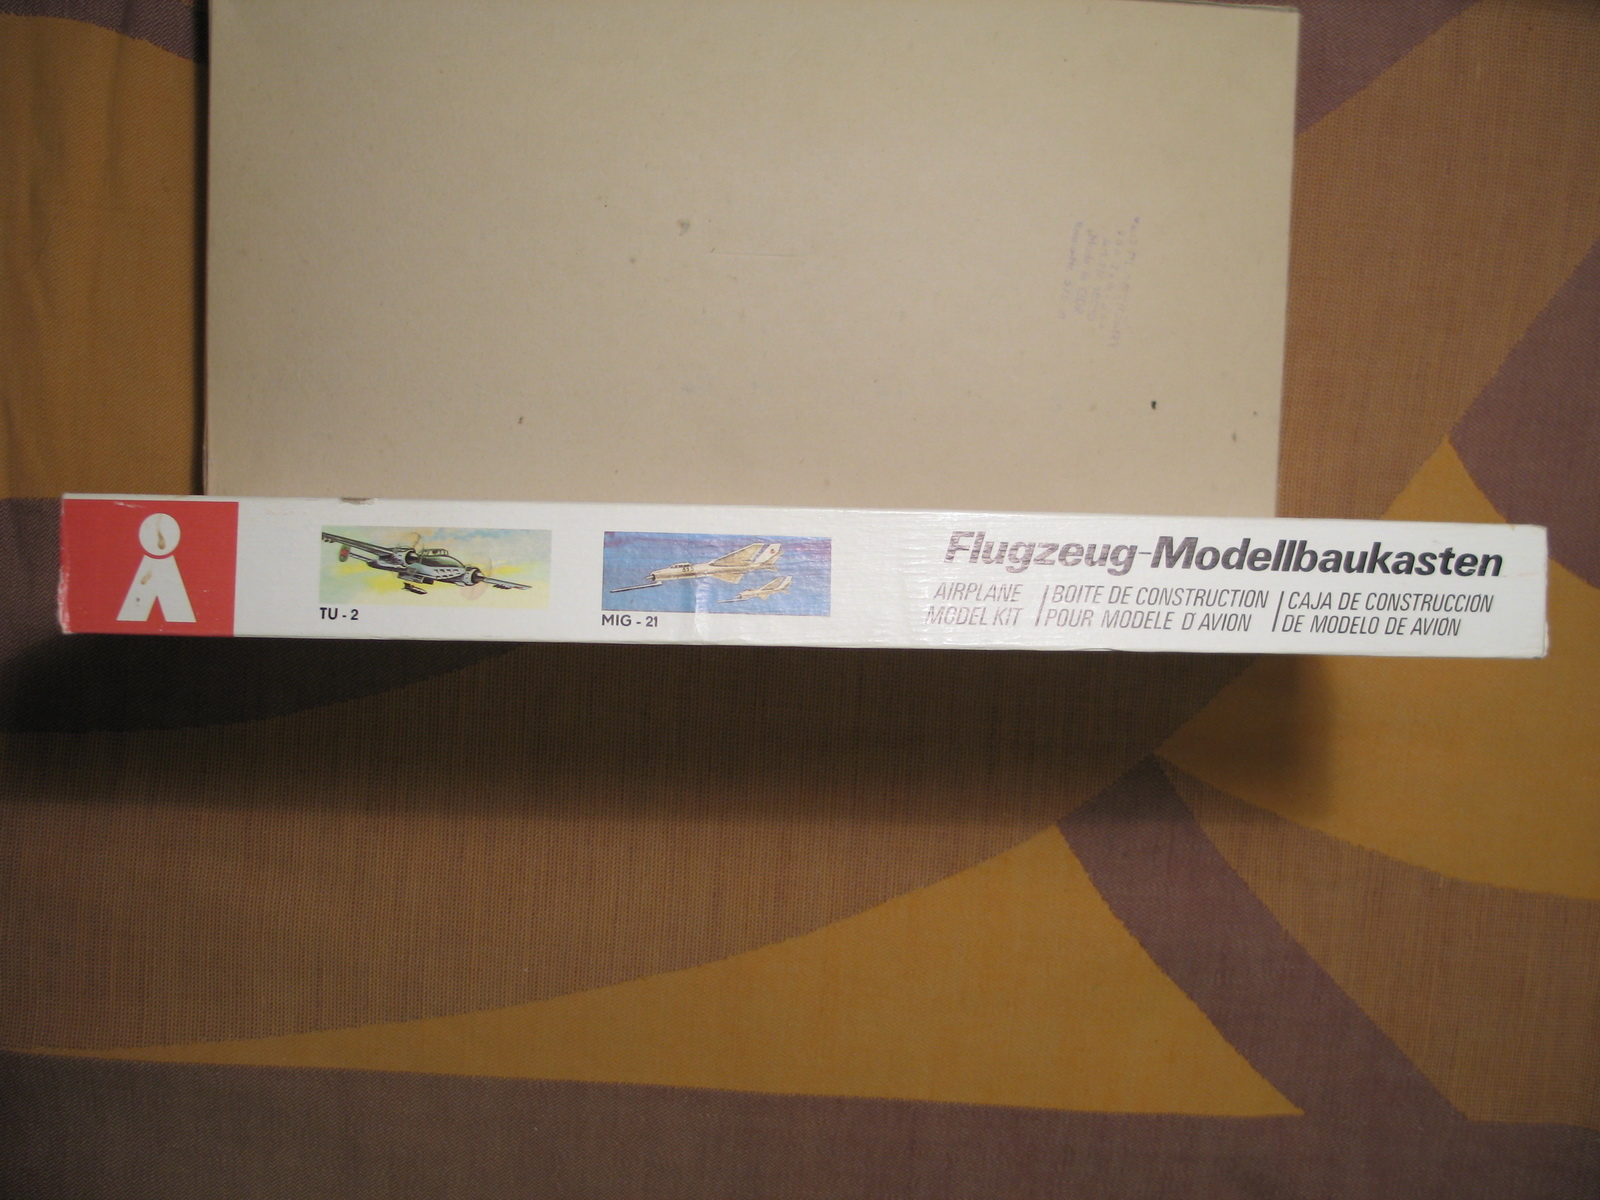 TU - 2
MIG - 21
Flugzeug-Modellbaukasten
AIRPLANE
MODEL KIT
BOITE DE CONSTRUCTION
POUR MODELE D'AVION
CAJA DE CONSTRUCCION
DE MODELO DE AVION